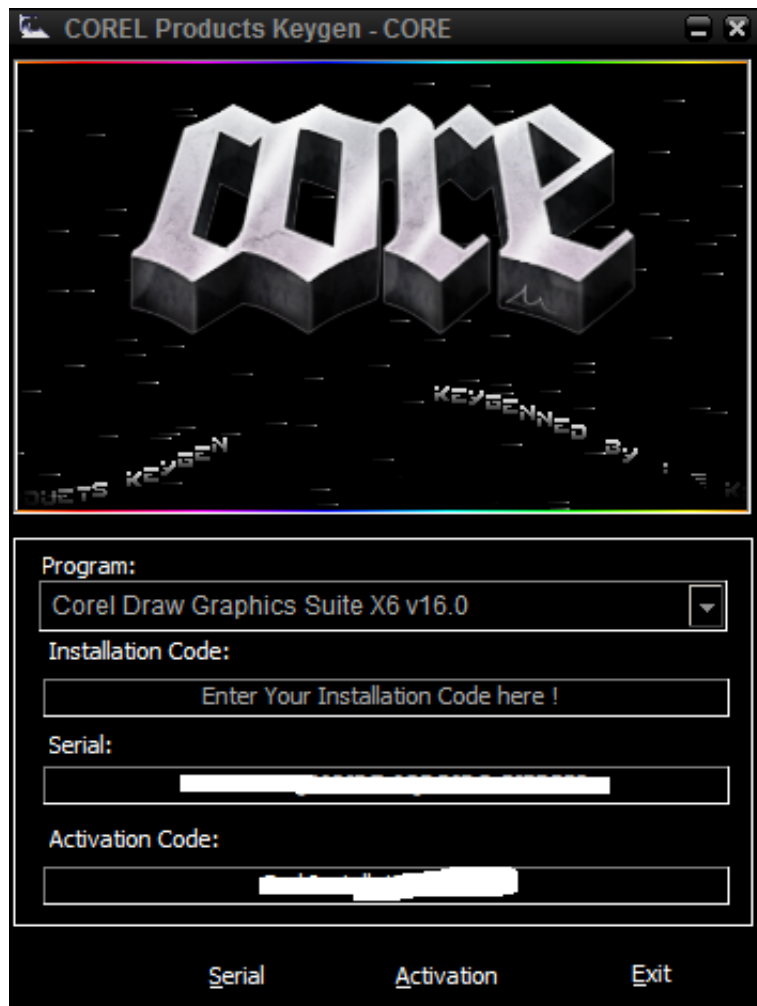 COREL Products Keygen - CORE
core
KEYGENNED BY :
DUETS KEYGEN
Program:
Corel Draw Graphics Suite X6 v16.0
Installation Code:
Enter Your Installation Code here !
Serial:
Activation Code:
Serial Activation Exit